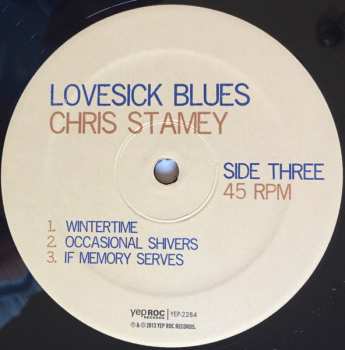 LOVESICK BLUES
CHRIS STAMEY
SIDE THREE
45 RPM
1. WINTERTIME
2. OCCASIONAL SHIVERS
3. IF MEMORY SERVES
yep ROC RECORDS YEP-2284
℗ & © 2013 YEP ROC RECORDS.